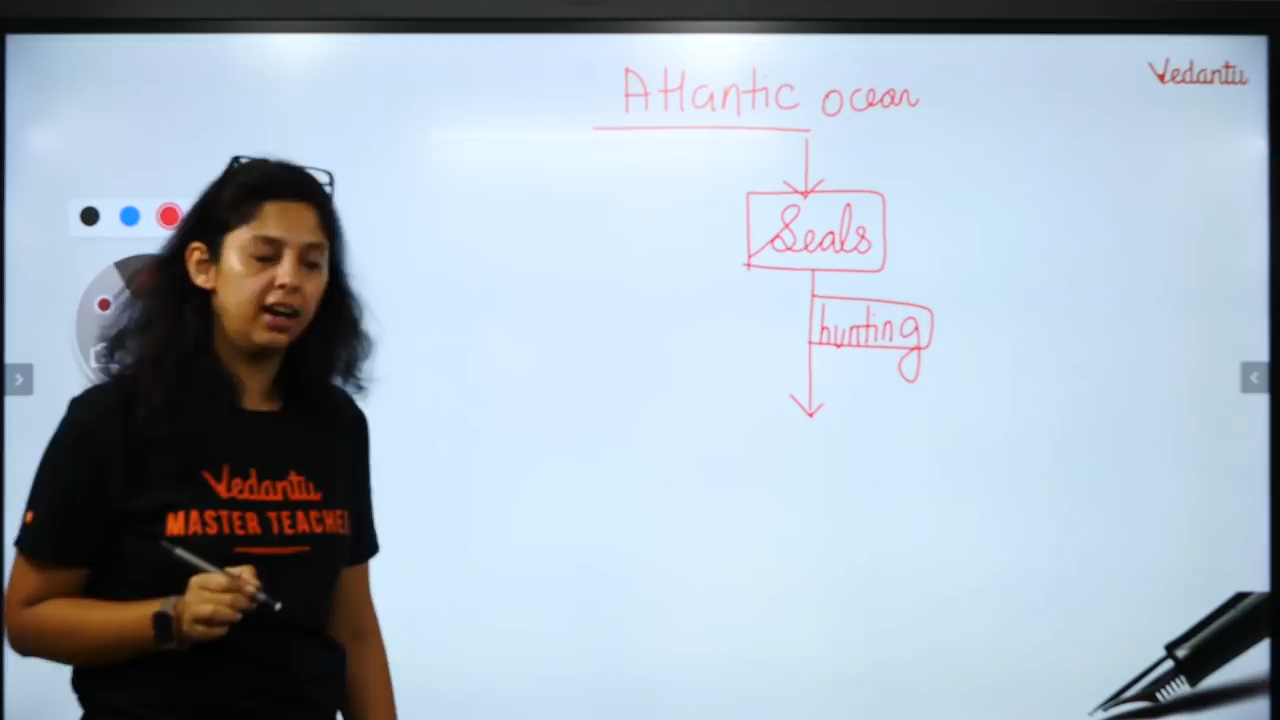 Atlantic ocean
Vedantu
Seals
hunting
Vedantu
MASTER TEACHER